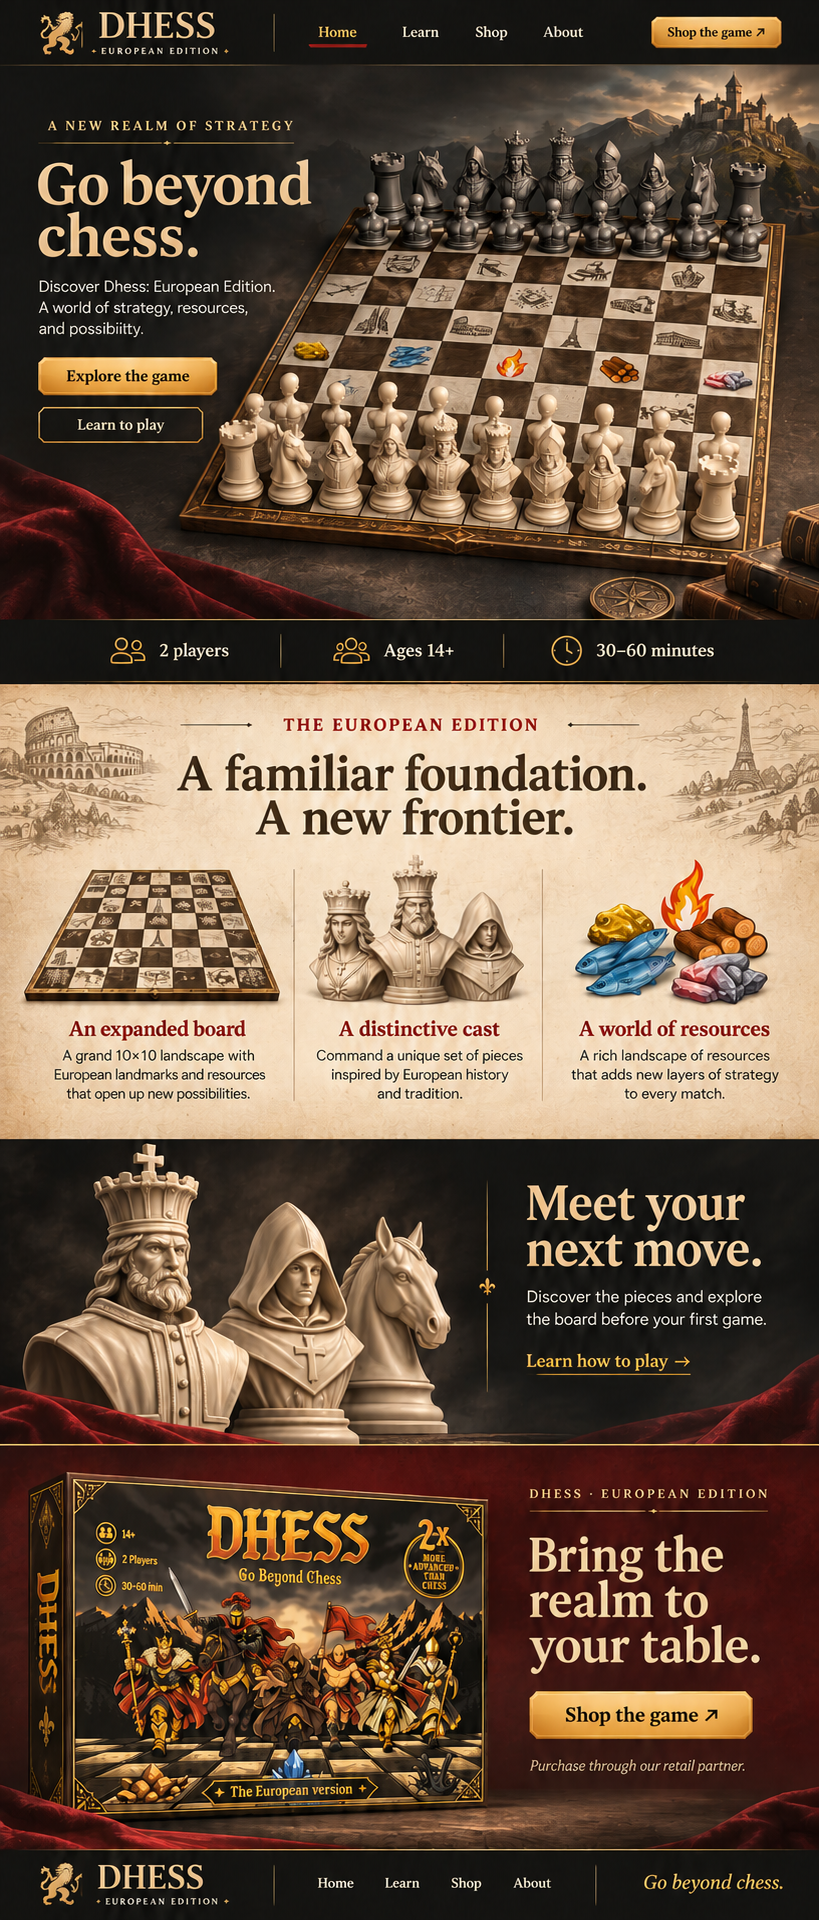 DHESS
EUROPEAN EDITION
Home
Learn
Shop
About
Shop the game ↗
A NEW REALM OF STRATEGY
Go beyond
chess.
Discover Dhess: European Edition.
A world of strategy, resources,
and possibiity.
Explore the game
Learn to play
2 players
Ages 14+
30–60 minutes
THE EUROPEAN EDITION
A familiar foundation.
A new frontier.
An expanded board
A grand 10×10 landscape with
European landmarks and resources
that open up new possibilities.
A distinctive cast
Command a unique set of pieces
inspired by European history
and tradition.
A world of resources
A rich landscape of resources
that adds new layers of strategy
to every match.
Meet your
next move.
Discover the pieces and explore
the board before your first game.
Learn how to play →
DHESS
14+
2 Players
30-60 min
DHESS
Go Beyond Chess
2-X
MORE
ADVANCED
THAN
CHESS
The European version
DHESS · EUROPEAN EDITION
Bring the
realm to
your table.
Shop the game ↗
Purchase through our retail partner.
DHESS
EUROPEAN EDITION
Home
Learn
Shop
About
Go beyond chess.